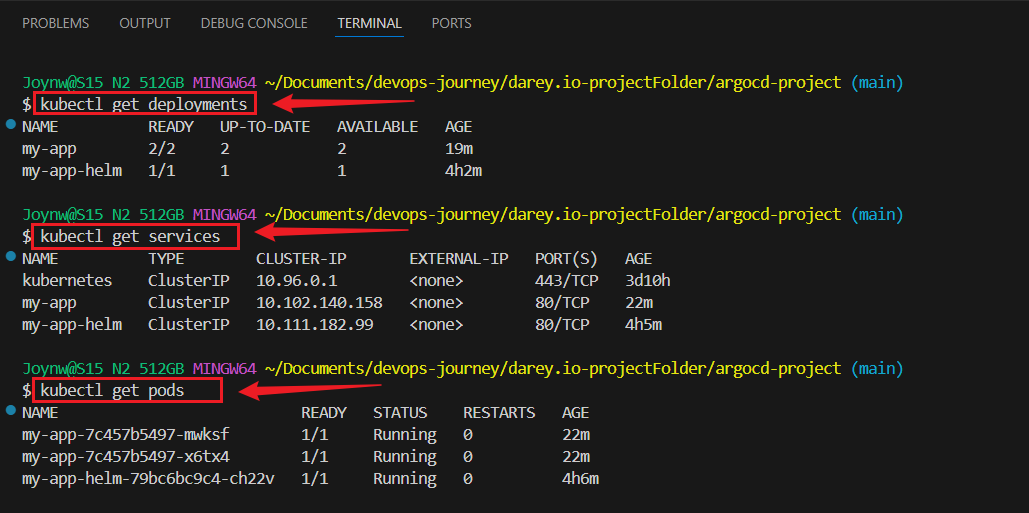 PROBLEMS OUTPUT DEBUG CONSOLE TERMINAL PORTS
Joynw@S15 N2 512GB MINGW64 ~/Documents/devops-journey/darey.io-projectFolder/argocd-project (main)
$ kubectl get deployments
NAME READY UP-TO-DATE AVAILABLE AGE
my-app 2/2 2 2 19m
my-app-helm 1/1 1 1 4h2m
Joynw@S15 N2 512GB MINGW64 ~/Documents/devops-journey/darey.io-projectFolder/argocd-project (main)
$ kubectl get services
NAME TYPE CLUSTER-IP EXTERNAL-IP PORT(S) AGE
kubernetes ClusterIP 10.96.0.1 <none> 443/TCP 3d10h
my-app ClusterIP 10.102.140.158 <none> 80/TCP 22m
my-app-helm ClusterIP 10.111.182.99 <none> 80/TCP 4h5m
Joynw@S15 N2 512GB MINGW64 ~/Documents/devops-journey/darey.io-projectFolder/argocd-project (main)
$ kubectl get pods
NAME READY STATUS RESTARTS AGE
my-app-7c457b5497-mwksf 1/1 Running 0 22m
my-app-7c457b5497-x6tx4 1/1 Running 0 22m
my-app-helm-79bc6bc9c4-ch22v 1/1 Running 0 4h6m